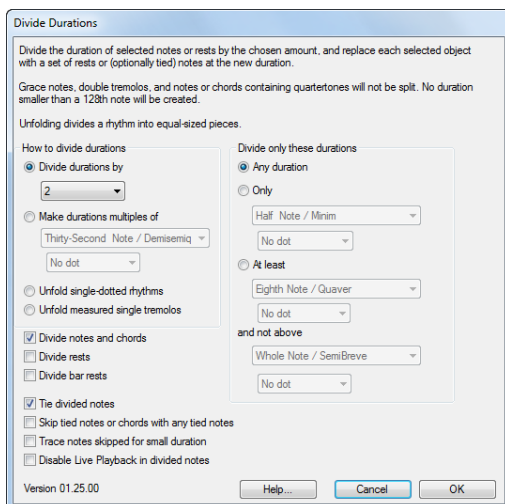 Divide Durations
Divide the duration of selected notes or rests by the chosen amount, and replace each selected object
with a set of rests or (optionally tied) notes at the new duration.
Grace notes, double tremolos, and notes or chords containing quartertones will not be split. No duration
smaller than a 128th note will be created.
Unfolding divides a rhythm into equal-sized pieces.
How to divide durations
Divide durations by
2
Make durations multiples of
Thirty-Second Note / Demisemiq
No dot
Unfold single-dotted rhythms
Unfold measured single tremolos
Divide only these durations
Any duration
Only
Half Note / Minim
No dot
At least
Eighth Note / Quaver
No dot
and not above
Whole Note / SemiBreve
No dot
Divide notes and chords
Divide rests
Divide bar rests
Tie divided notes
Skip tied notes or chords with any tied notes
Trace notes skipped for small duration
Disable Live Playback in divided notes
Version 01.25.00
Help...
Cancel
OK